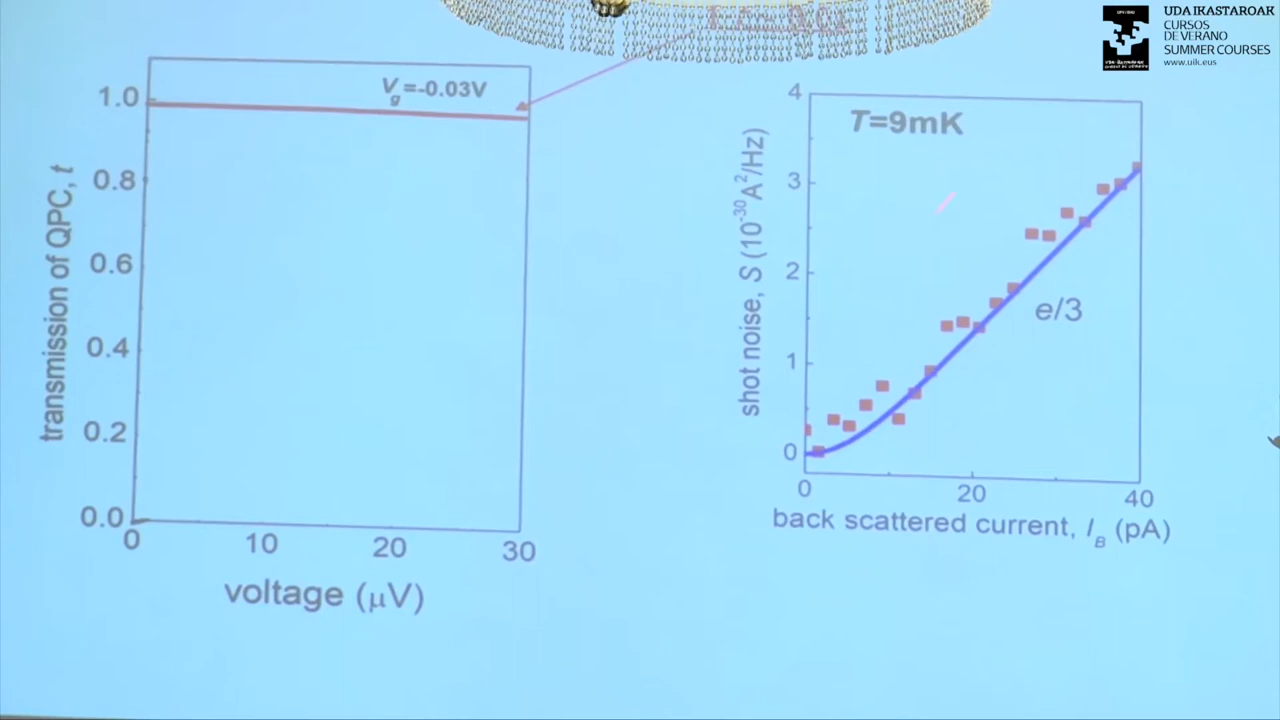 UDA IKASTAROAK
CURSOS
DE VERANO
SUMMER COURSES
www.uik.eus
V_g=-0.03V
transmission of QPC, t
1.0
0.8
0.6
0.4
0.2
0.0
0
10
20
30
voltage (μV)
T=9mK
shot noise, S (10^-30 A^2/Hz)
4
3
2
1
0
e/3
0
20
40
back scattered current, I_B (pA)